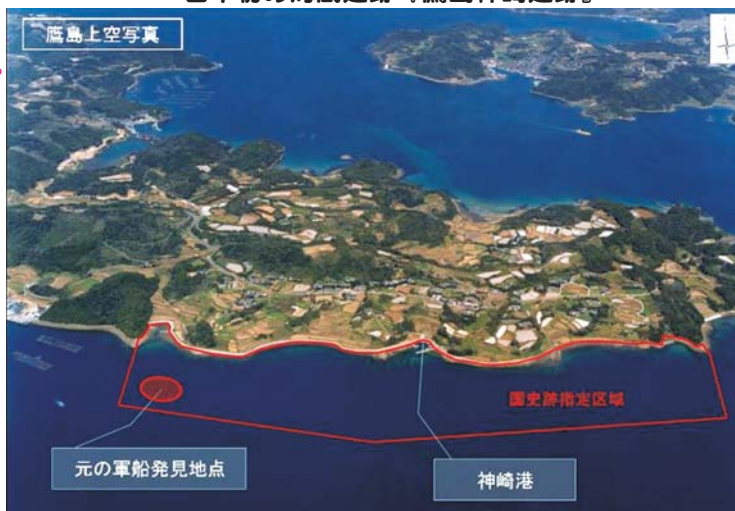 鷹島上空写真
国史跡指定区域
元の軍船発見地点
神崎港